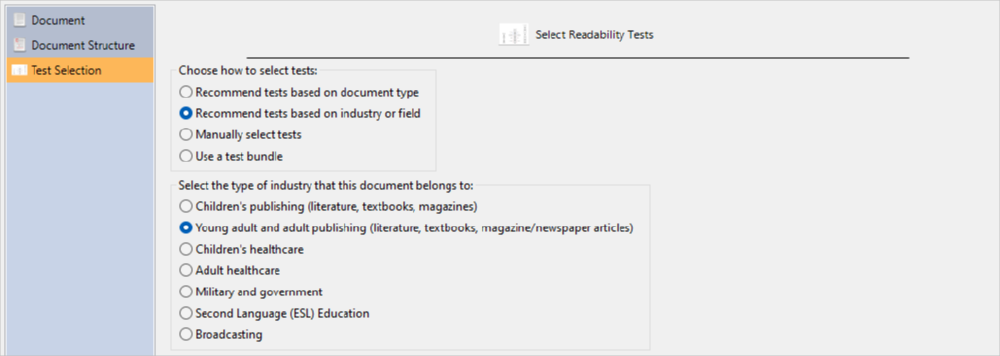 Document
Document Structure
Test Selection
Select Readability Tests
Choose how to select tests:
Recommend tests based on document type
Recommend tests based on industry or field
Manually select tests
Use a test bundle
Select the type of industry that this document belongs to:
Children's publishing (literature, textbooks, magazines)
Young adult and adult publishing (literature, textbooks, magazine/newspaper articles)
Children's healthcare
Adult healthcare
Military and government
Second Language (ESL) Education
Broadcasting